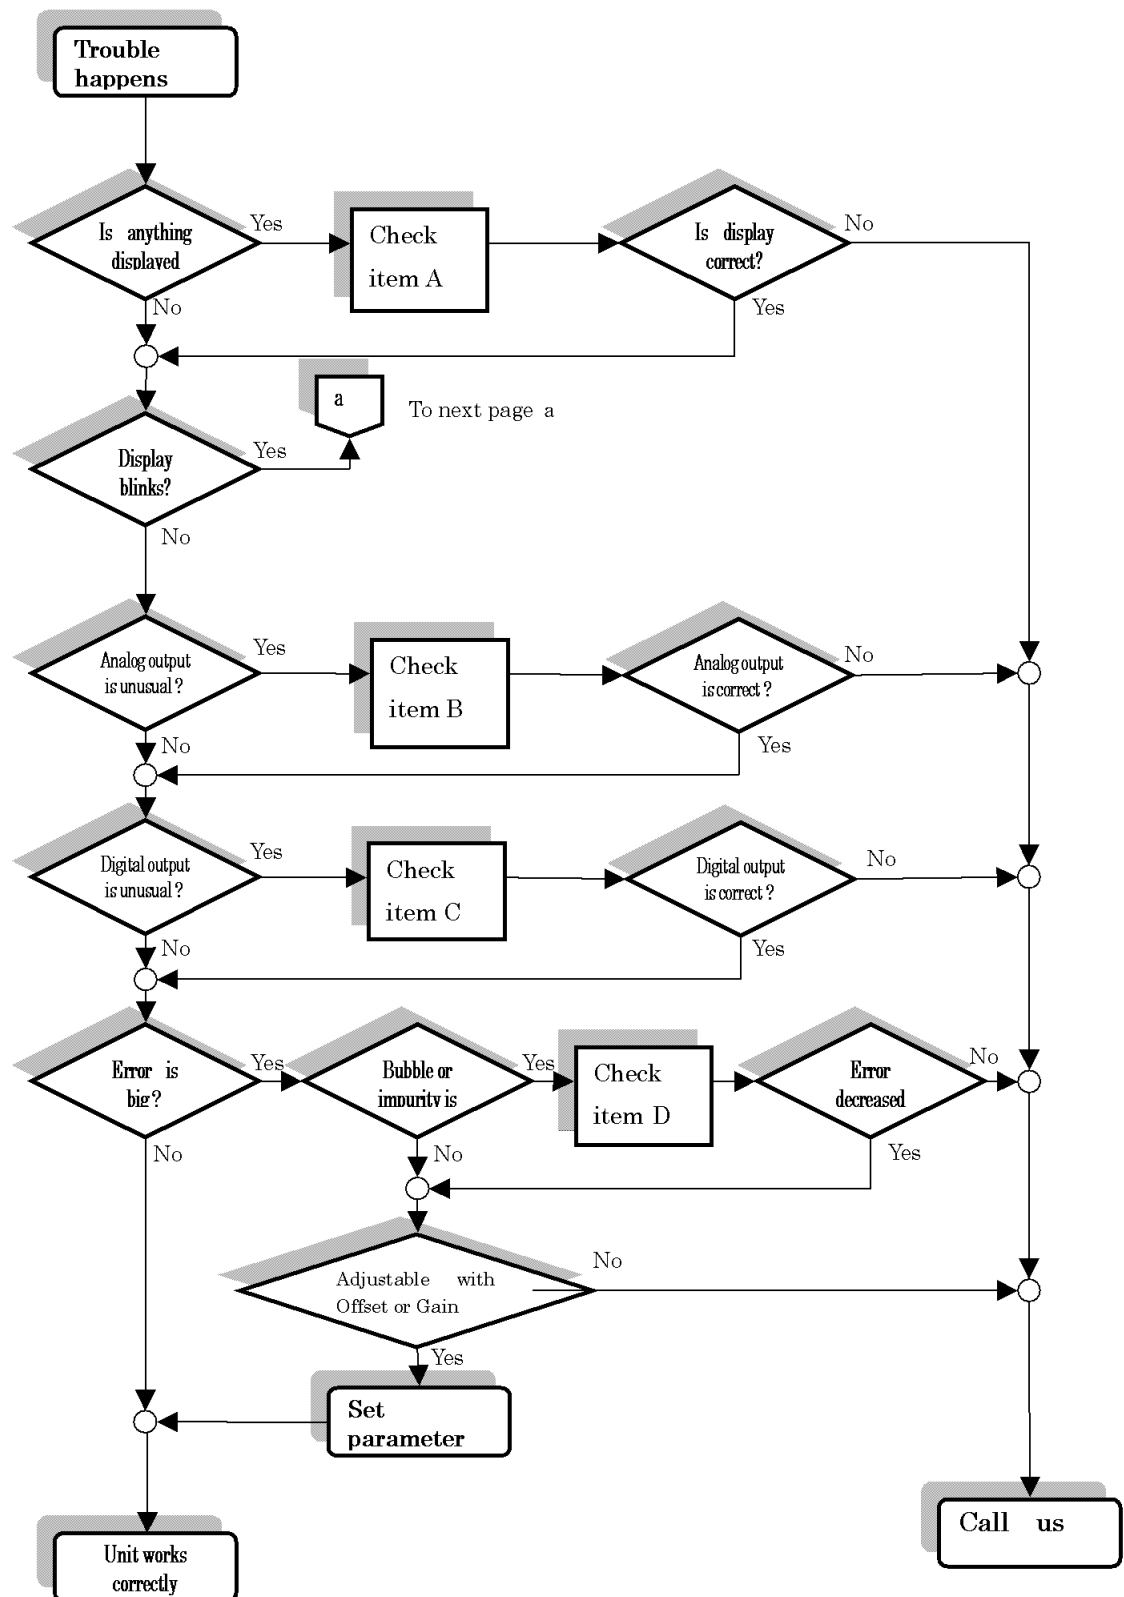 Trouble
happens
Is anything
displayed
Yes
Check
item A
Is display
correct?
No
No
Yes
a
To next page a
Display
blinks?
Yes
No
Analog output
is unusual ?
Yes
Check
item B
Analog output
is correct ?
No
No
Yes
Digital output
is unusual ?
Yes
Check
item C
Digital output
is correct ?
No
No
Yes
Error is
big ?
Yes
Bubble or
impurity is
Yes
Check
item D
Error
decreased
No
No
No
Yes
Adjustable with
Offset or Gain
No
Yes
Set
parameter
Call us
Unit works
correctly